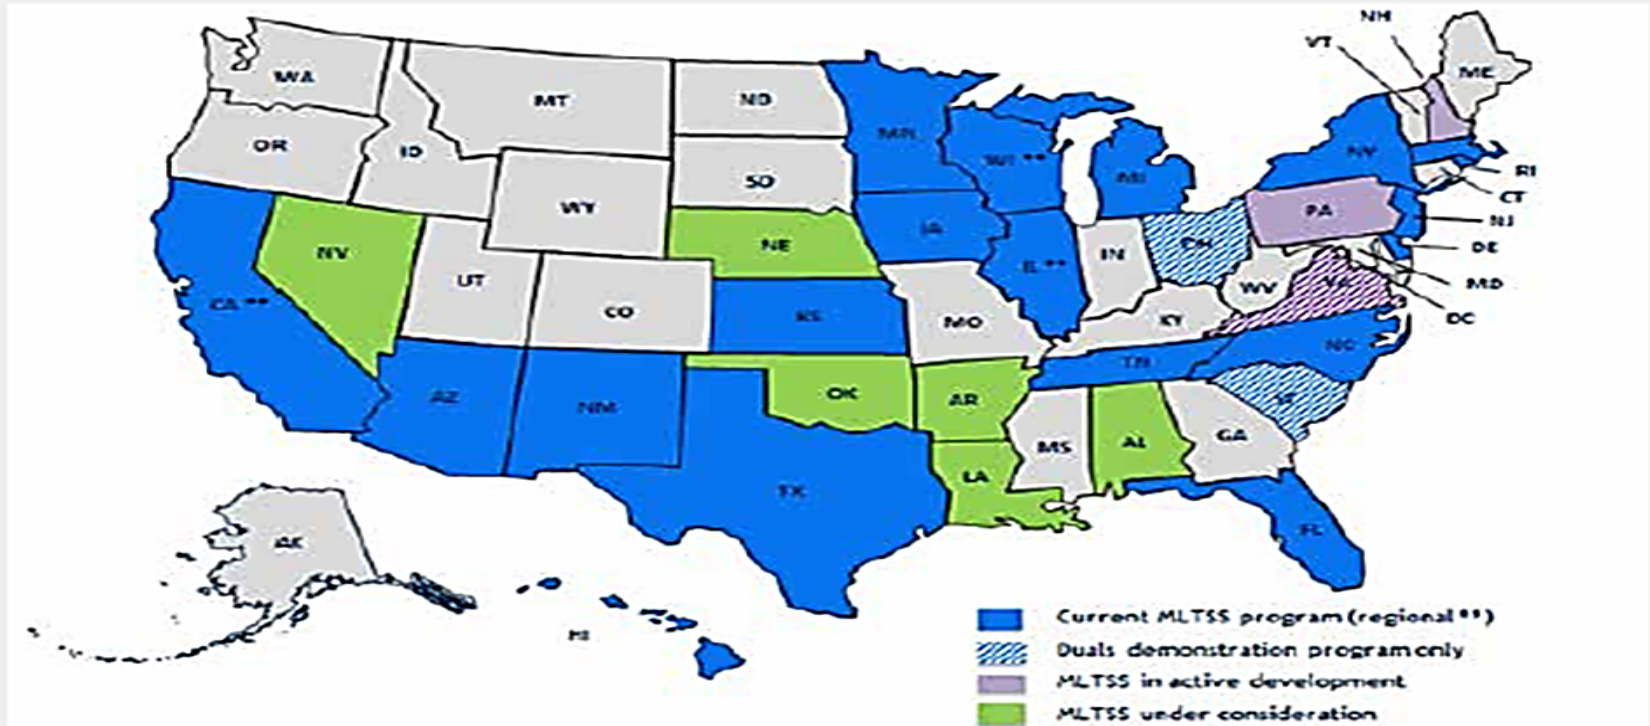 NH
VT
ME
WA
MT
ND
OR
ID
MN
SD
WI **
NY
MI
RI
WY
CT
PA
NJ
IA
NE
OH
DE
NV
IN
IL **
UT
WV
VA
MD
CA **
CO
KS
MO
KY
DC
NC
TN
AZ
NM
OK
AR
SC
MS
AL
GA
LA
TX
FL
AK
HI
Current MLTSS program (regional **)
Duals demonstration program only
MLTSS in active development
MLTSS under consideration